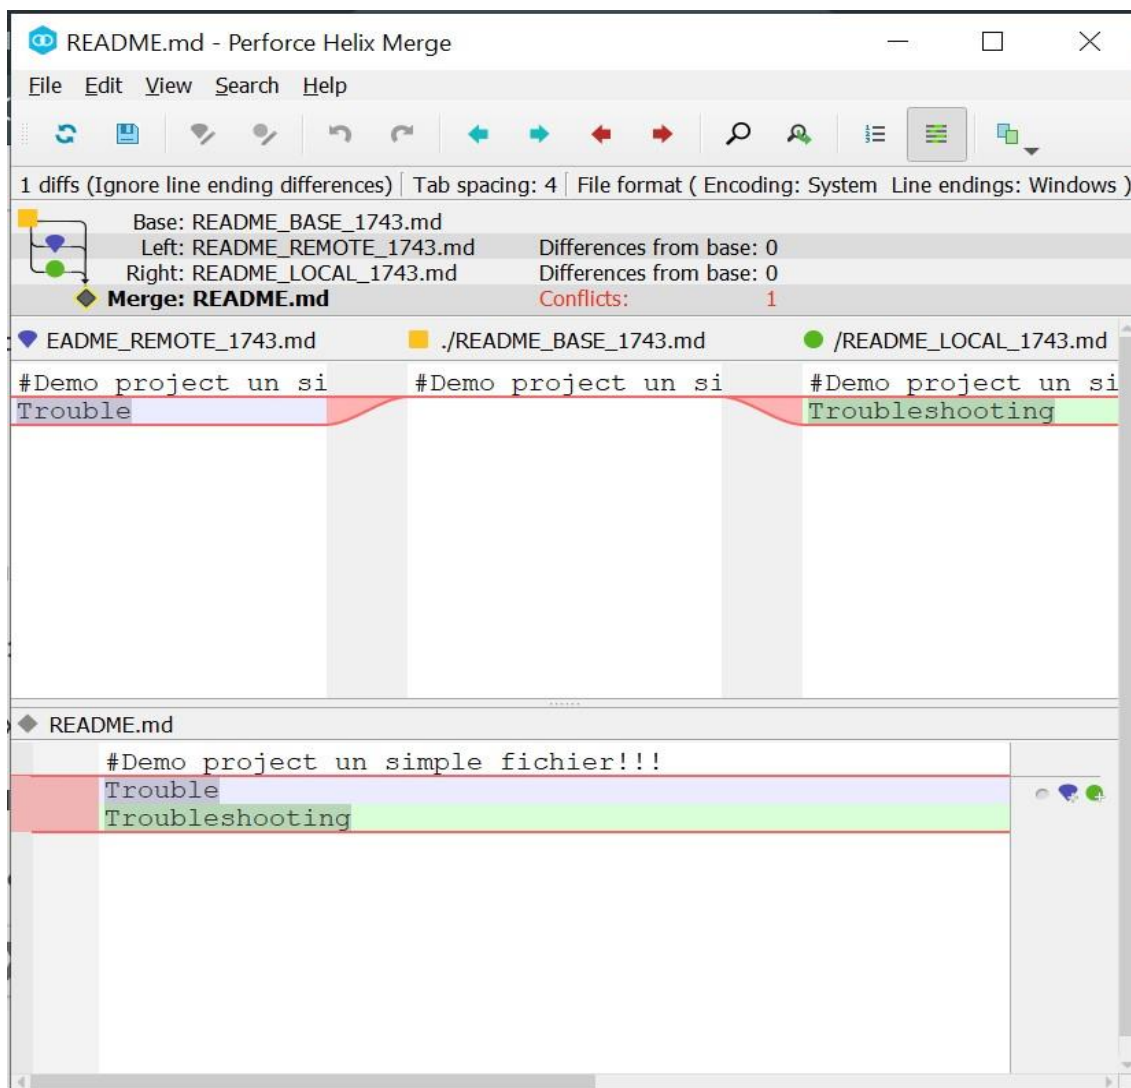 README.md - Perforce Helix Merge
File Edit View Search Help
1 diffs (Ignore line ending differences) Tab spacing: 4 File format ( Encoding: System Line endings: Windows )
Base: README_BASE_1743.md
Left: README_REMOTE_1743.md Differences from base: 0
Right: README_LOCAL_1743.md Differences from base: 0
Merge: README.md Conflicts: 1
EADME_REMOTE_1743.md ./README_BASE_1743.md /README_LOCAL_1743.md
#Demo project un si #Demo project un si #Demo project un si
Trouble Troubleshooting
README.md
#Demo project un simple fichier!!!
Trouble
Troubleshooting